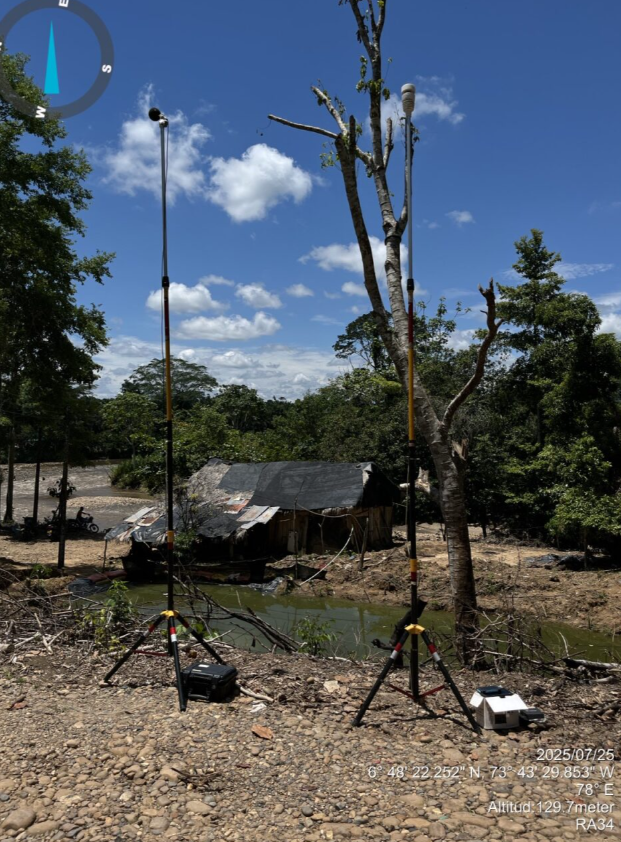 E
S
W
2025/07/25
6° 48' 22.252" N 73° 43' 29.853" W
78° E
Altitud:129.7meter
RA34